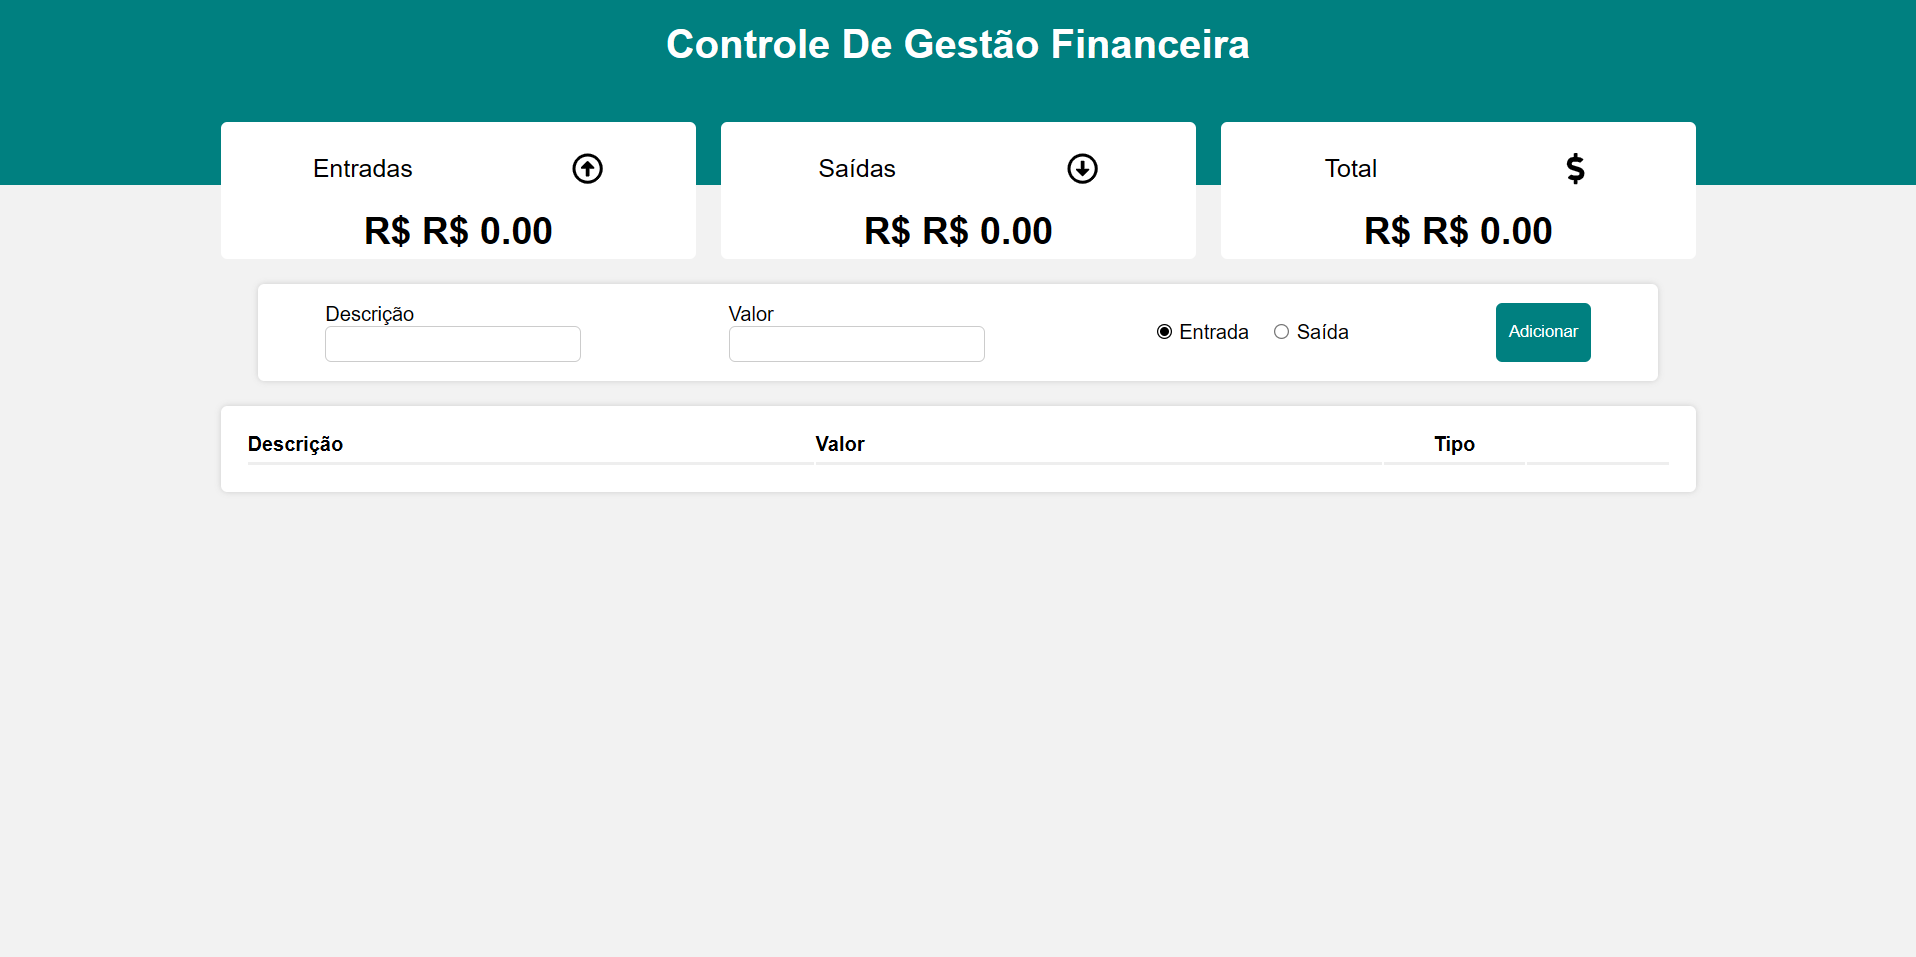 Controle De Gestão Financeira
Entradas
R$ R$ 0.00
Saídas
R$ R$ 0.00
Total
$
R$ R$ 0.00
Descrição
Valor
Entrada
Saída
Adicionar
Descrição Valor Tipo